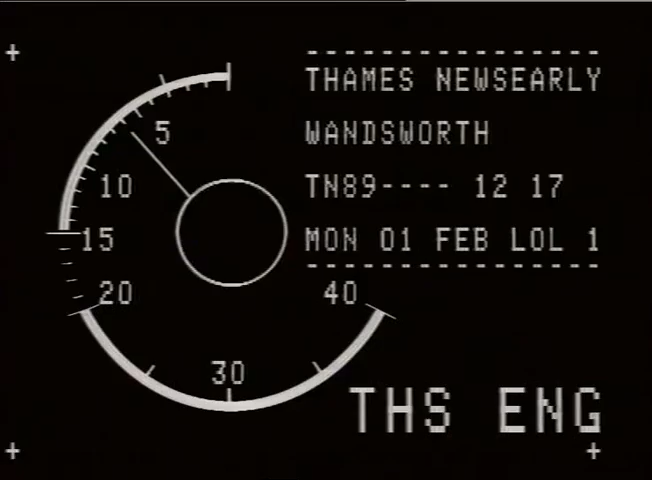 THAMES NEWSEARLY
WANDSWORTH
TN89---- 12 17
MON 01 FEB LOL 1
5
10
15
20
30
40
THS ENG